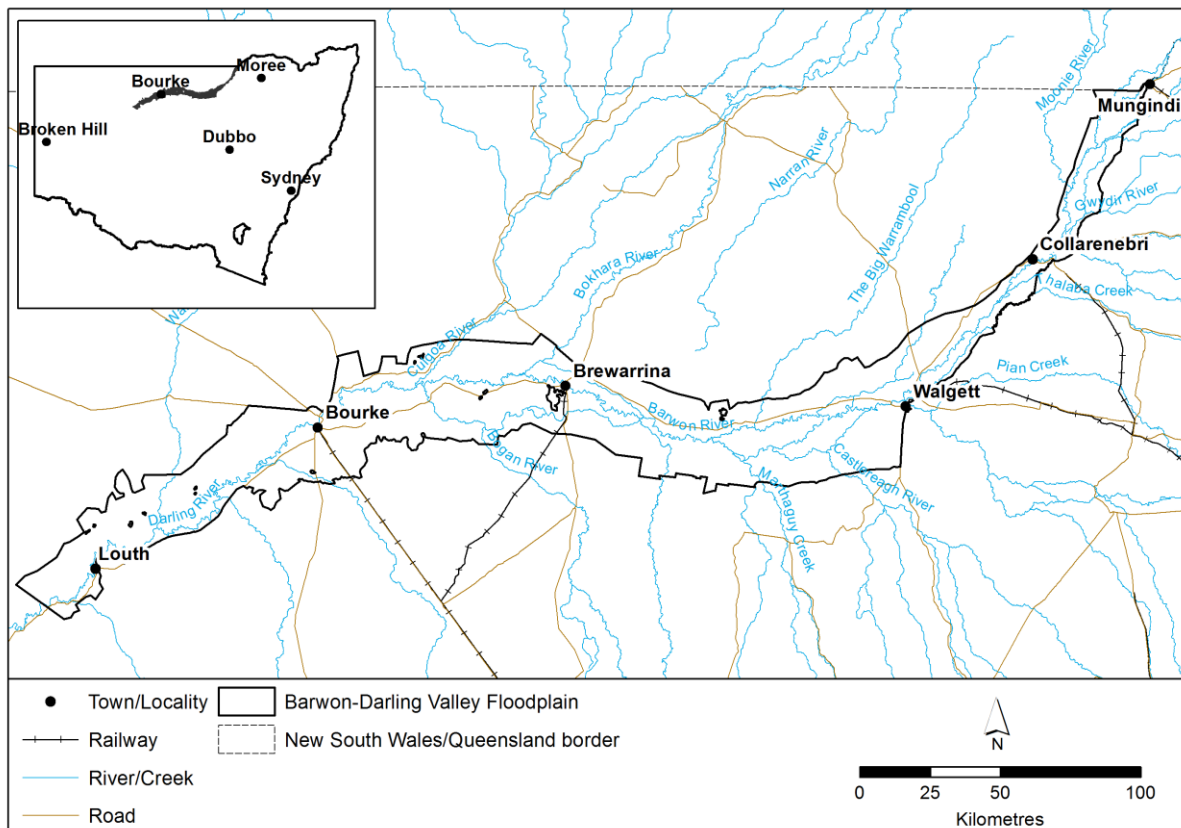 Moree
Bourke
Broken Hill
Dubbo
Sydney
Moonie River
Mungindi
Narran River
Gwydir River
Collarenebri
The Big Warrambool
Bokhara River
Thalaba Creek
Wa
Culgoa River
Pian Creek
Brewarrina
Walgett
Bourke
Barwon River
Bogan River
Castlereagh River
Marthaguy Creek
Darling River
Louth
Town/Locality
Barwon-Darling Valley Floodplain
Railway
New South Wales/Queensland border
River/Creek
Road
N
0 25 50 100
Kilometres